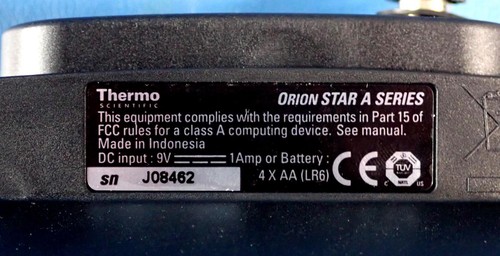 Thermo
SCIENTIFIC
ORION STAR A SERIES
This equipment complies with the requirements in Part 15 of
FCC rules for a class A computing device. See manual.
Made in Indonesia
DC input : 9V 1Amp or Battery :
4 X AA (LR6)
sn J08462
CE
TUV
C US